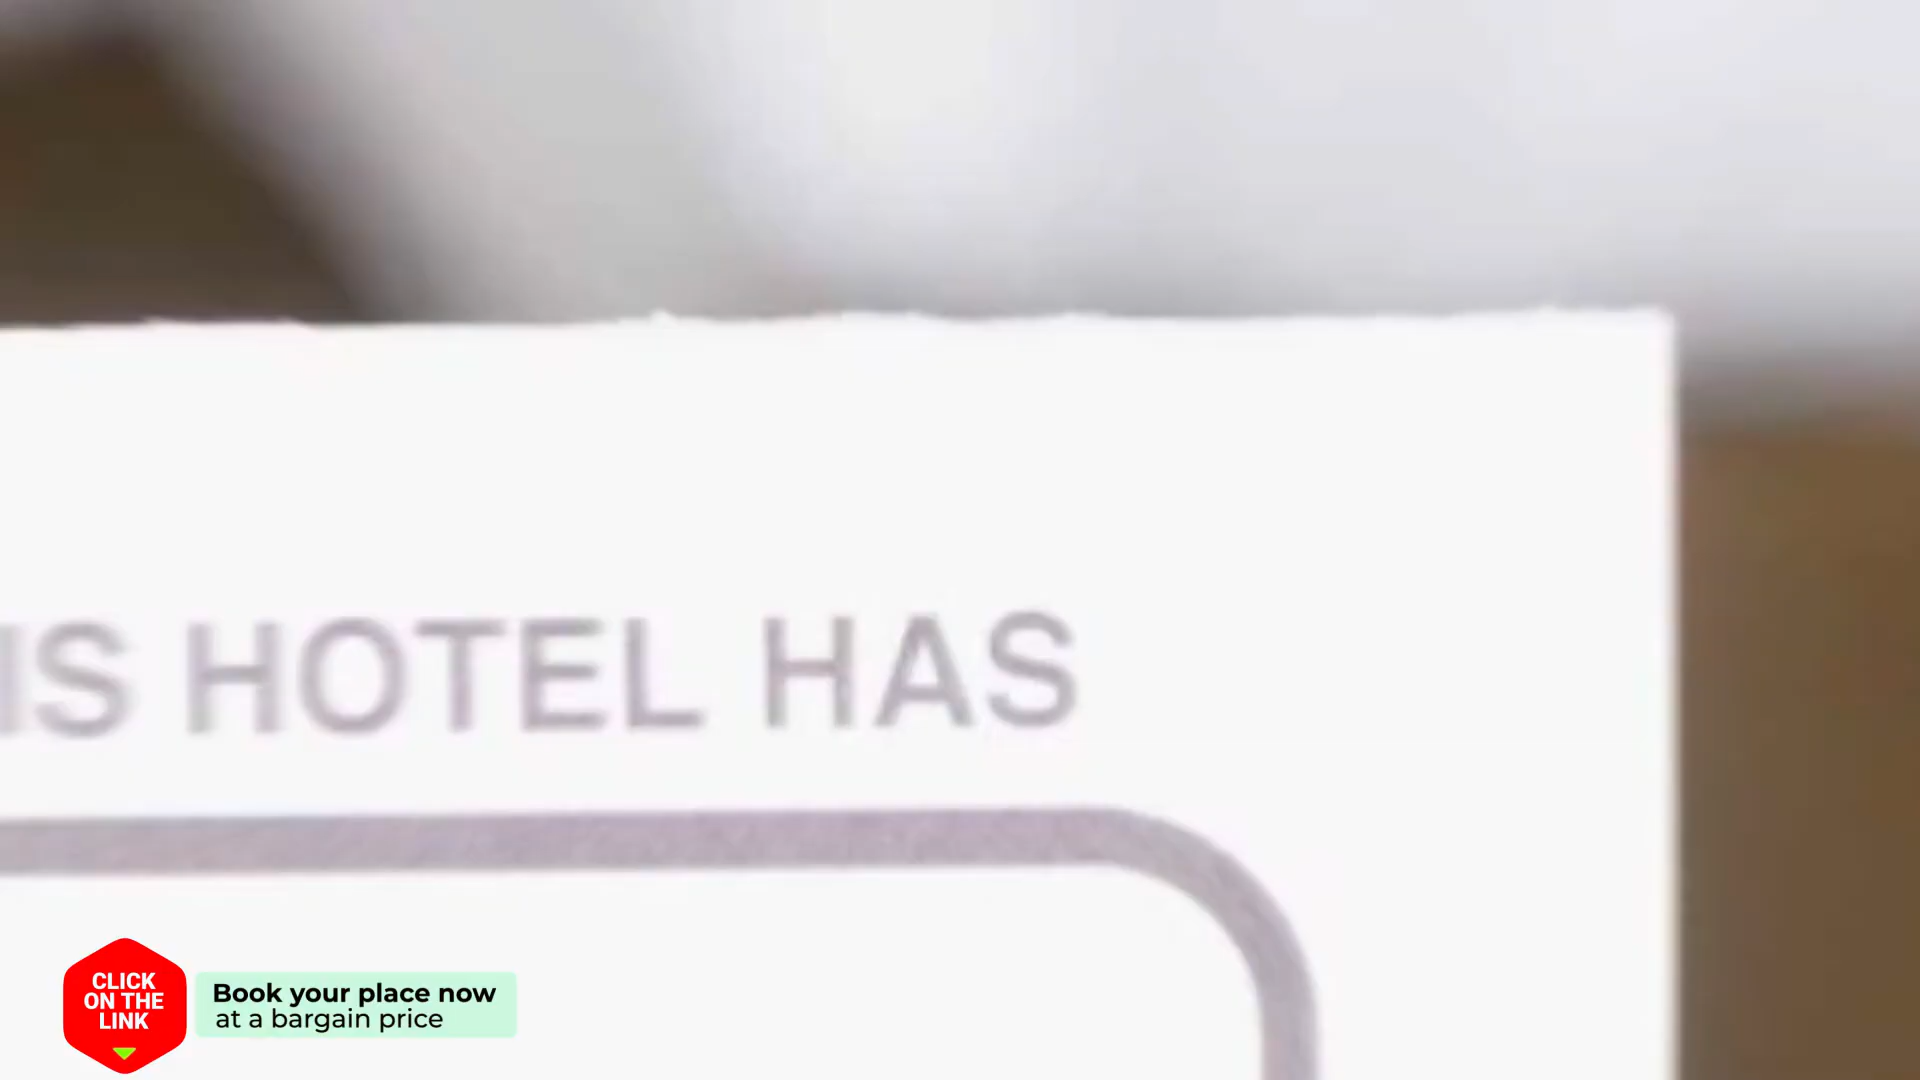 IS HOTEL HAS
CLICK
ON THE
LINK
Book your place now
at a bargain price